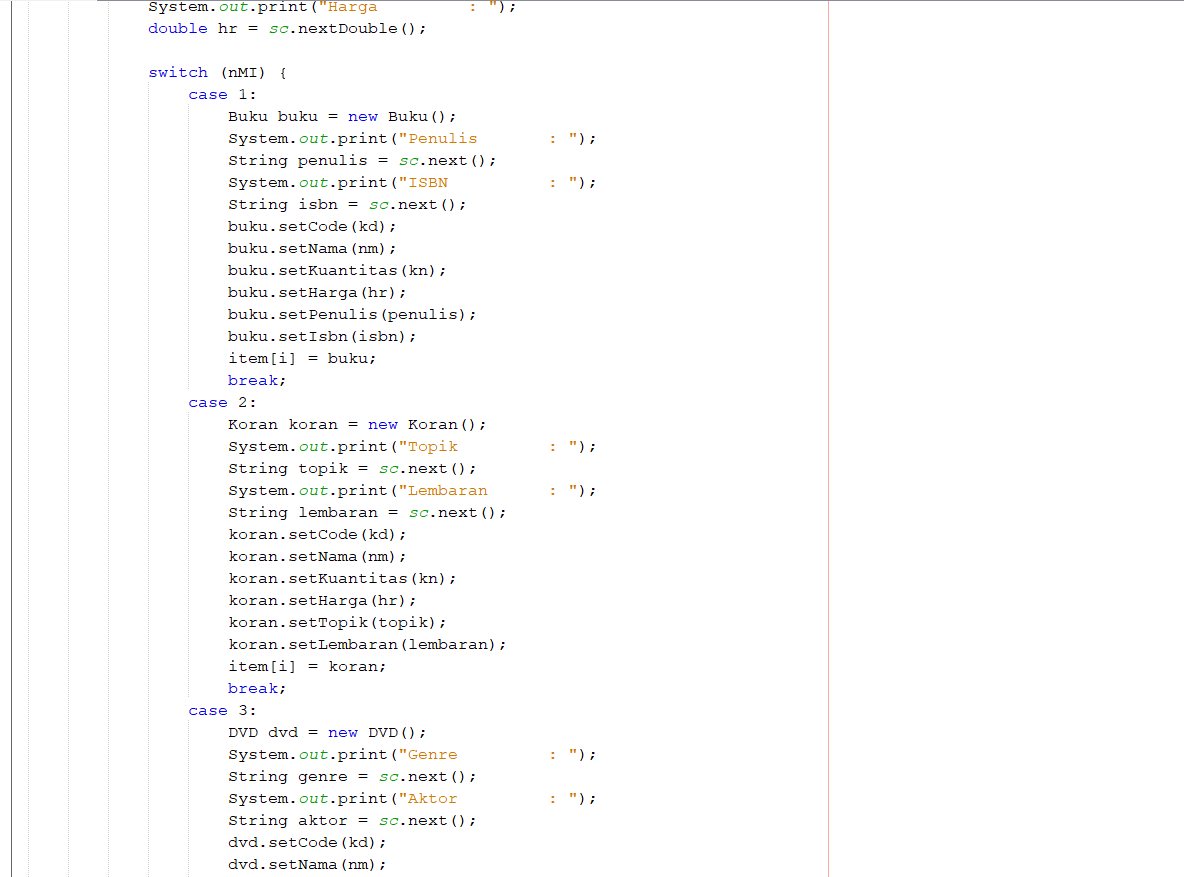 System.out.print("Harga         : ");
double hr = sc.nextDouble();
switch (nMI) {
case 1:
Buku buku = new Buku();
System.out.print("Penulis       : ");
String penulis = sc.next();
System.out.print("ISBN          : ");
String isbn = sc.next();
buku.setCode(kd);
buku.setNama(nm);
buku.setKuantitas(kn);
buku.setHarga(hr);
buku.setPenulis(penulis);
buku.setIsbn(isbn);
item[i] = buku;
break;
case 2:
Koran koran = new Koran();
System.out.print("Topik         : ");
String topik = sc.next();
System.out.print("Lembaran      : ");
String lembaran = sc.next();
koran.setCode(kd);
koran.setNama(nm);
koran.setKuantitas(kn);
koran.setHarga(hr);
koran.setTopik(topik);
koran.setLembaran(lembaran);
item[i] = koran;
break;
case 3:
DVD dvd = new DVD();
System.out.print("Genre         : ");
String genre = sc.next();
System.out.print("Aktor         : ");
String aktor = sc.next();
dvd.setCode(kd);
dvd.setNama(nm);